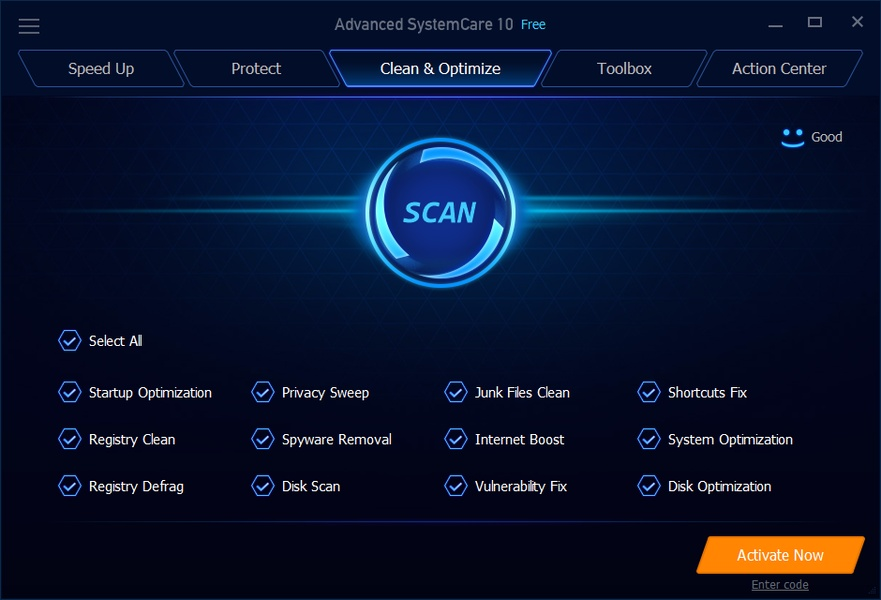 Advanced SystemCare 10 Free
Speed Up Protect Clean & Optimize Toolbox Action Center
Good
SCAN
Select All
Startup Optimization Privacy Sweep Junk Files Clean Shortcuts Fix
Registry Clean Spyware Removal Internet Boost System Optimization
Registry Defrag Disk Scan Vulnerability Fix Disk Optimization
Activate Now
Enter code